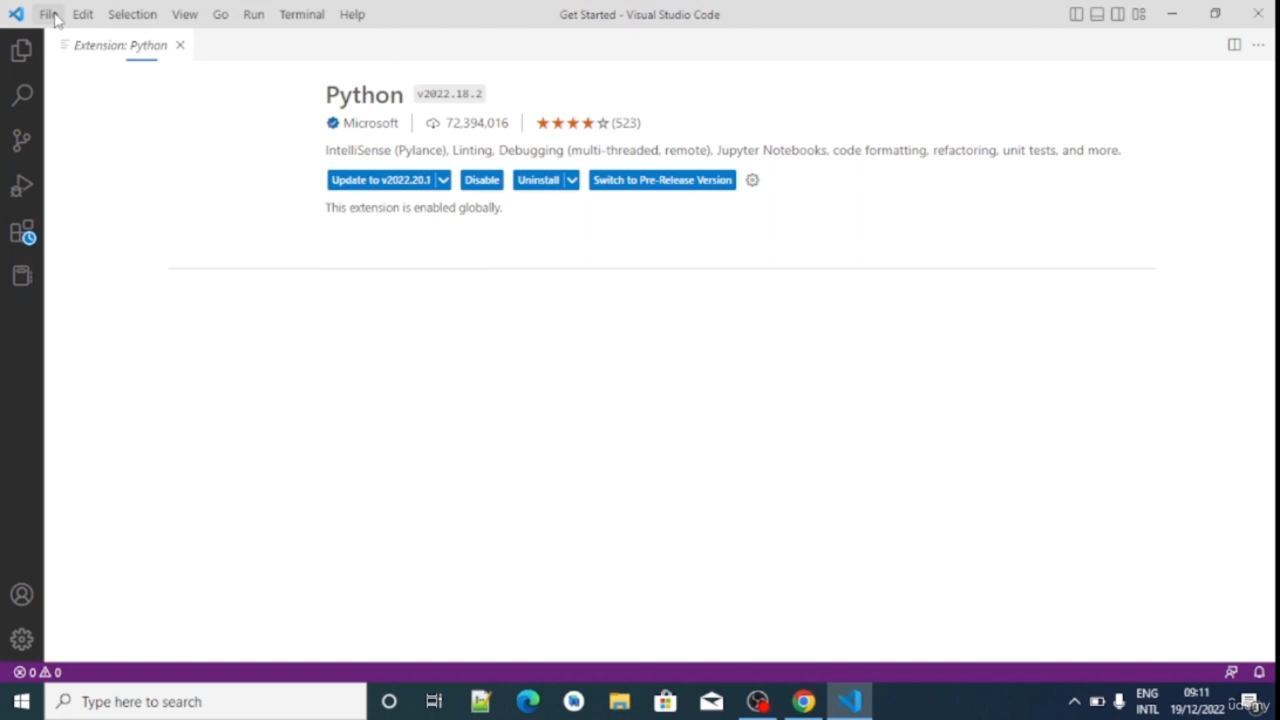 File Edit Selection View Go Run Terminal Help
Get Started - Visual Studio Code
Extension: Python
Python v2022.18.2
Microsoft 72,394,016 (523)
IntelliSense (Pylance), Linting, Debugging (multi-threaded, remote), Jupyter Notebooks, code formatting, refactoring, unit tests, and more.
Update to v2022.20.1 Disable Uninstall Switch to Pre-Release Version
This extension is enabled globally.
0 0
Type here to search
ENG
INTL
09:11
19/12/2022
udemy